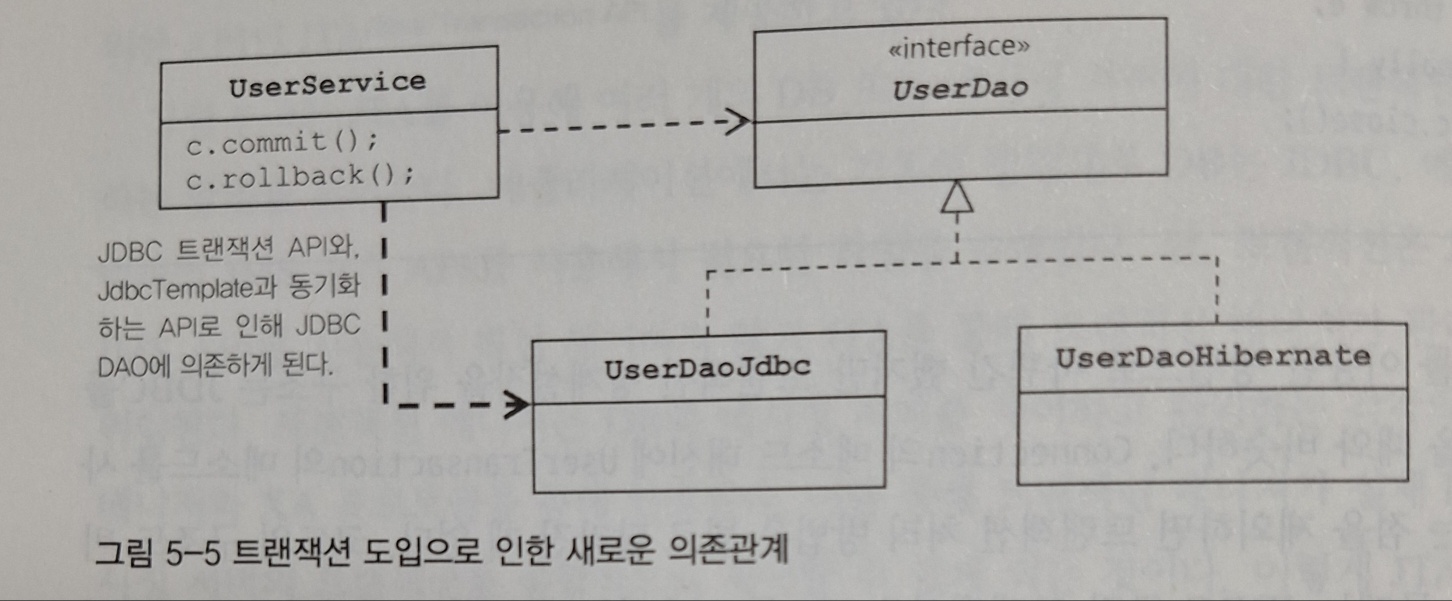 UserService
c.commit();
c.rollback();
«interface»
UserDao
JDBC 트랜잭션 API와,
JdbcTemplate과 동기화
하는 API로 인해 JDBC
DAO에 의존하게 된다.
UserDaoJdbc
UserDaoHibernate
그림 5-5 트랜잭션 도입으로 인한 새로운 의존관계